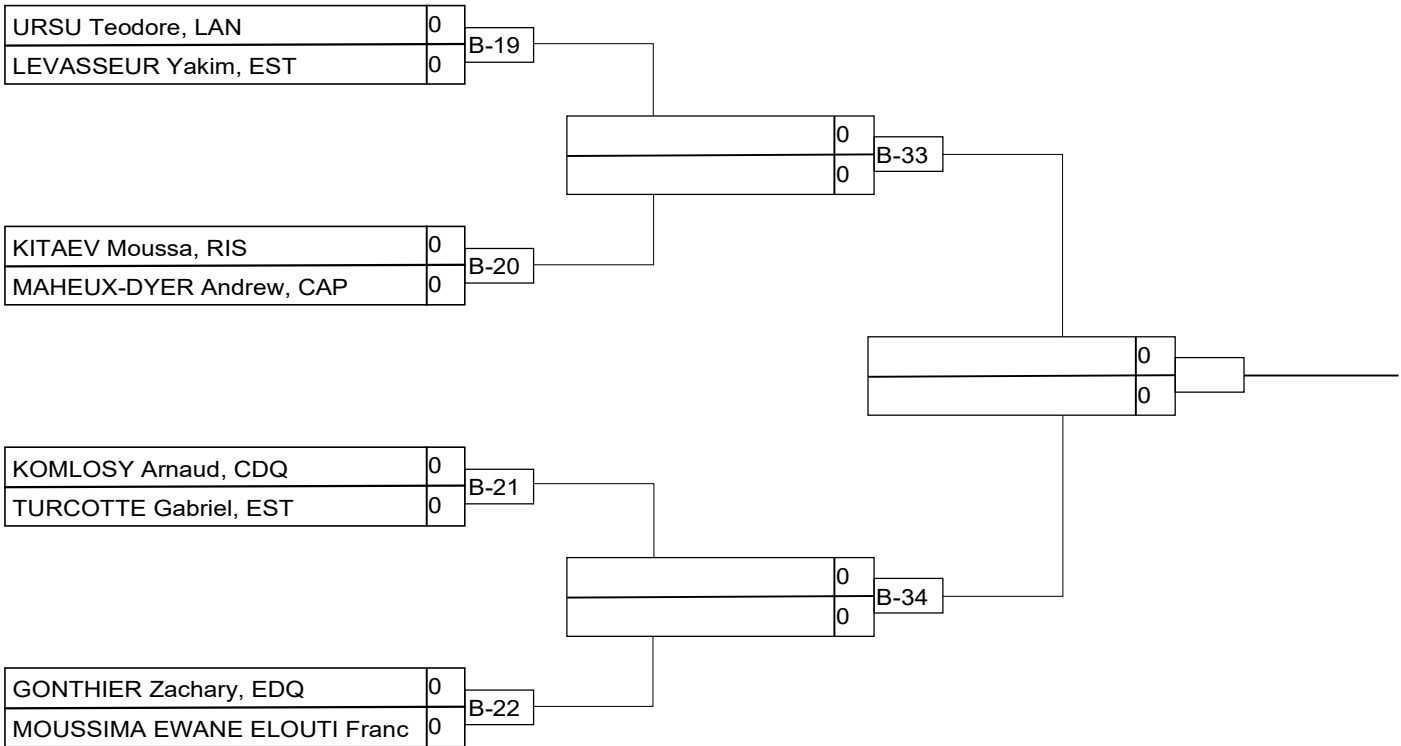 URSU Teodore, LAN 0
B-19
LEVASSEUR Yakim, EST 0
0
B-33
0
KITAEV Moussa, RIS 0
B-20
MAHEUX-DYER Andrew, CAP 0
0
0
KOMLOSY Arnaud, CDQ 0
B-21
TURCOTTE Gabriel, EST 0
0
B-34
0
GONTHIER Zachary, EDQ 0
B-22
MOUSSIMA EWANE ELOUTI Franc 0